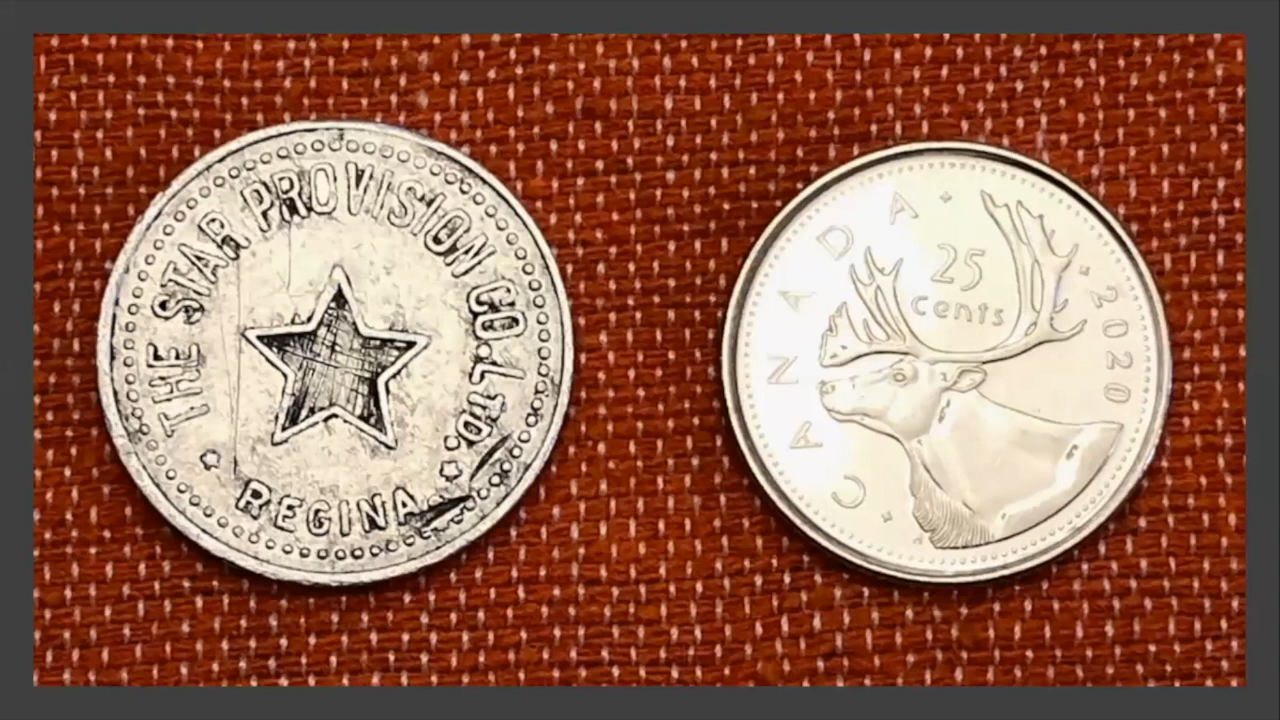 THE STAR PROVISION CO. LTD
REGINA
CANADA
25
cents
2020